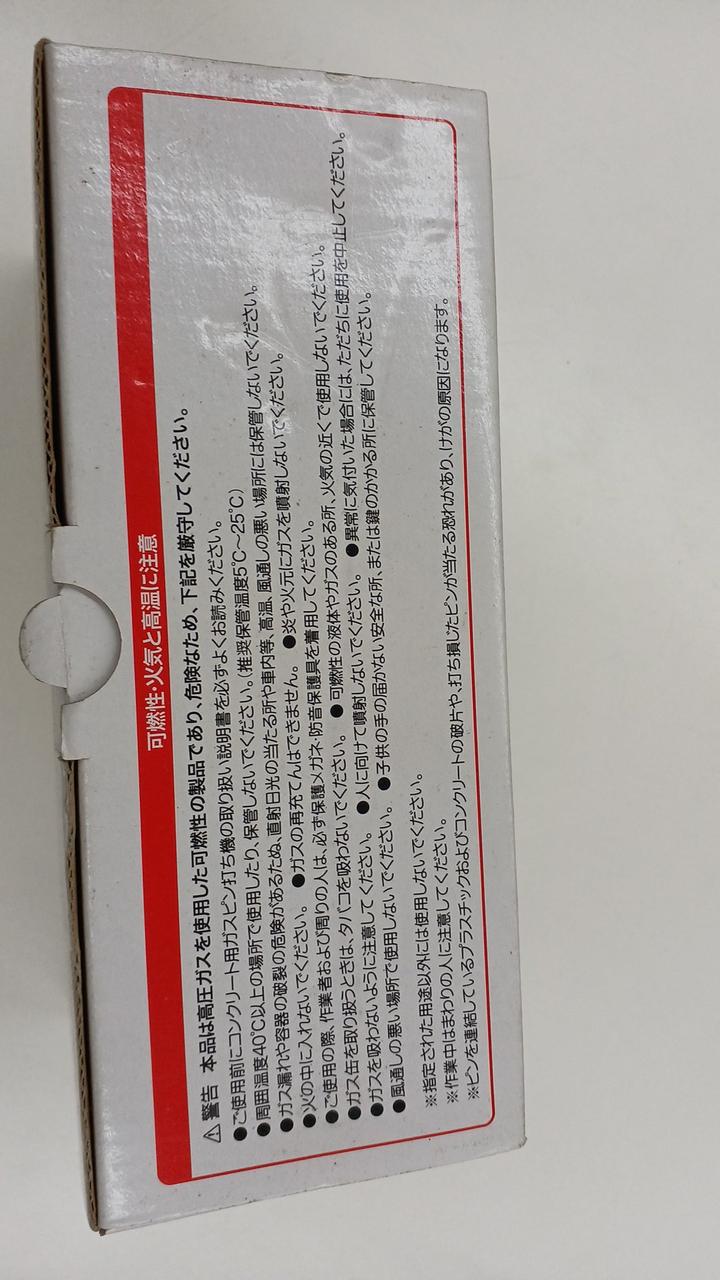 可燃性・火気と高温に注意
⚠警告 本品は高圧ガスを使用した可燃性の製品であり、危険なため、下記を厳守してください。
●ご使用前にコンクリート用ガスピン打ち機の取り扱い説明書を必ずよくお読みください。
●周囲温度40℃以上の場所で使用したり、保管しないでください。(推奨保管温度5℃〜25℃)
●ガス漏れや容器の破裂の危険があるため、直射日光の当たる所や車内等、高温、風通しの悪い場所には保管しないでください。
●火の中に入れないでください。 ●ガスの再充てんはできません。 ●炎や火元にガスを噴射しないでください。
●ご使用の際、作業者および周りの人は、必ず保護メガネ・防音保護具を着用してください。
●ガス缶を取り扱うときは、タバコを吸わないでください。 ●可燃性の液体やガスのある所、火気の近くで使用しないでください。
●ガスを吸わないように注意してください。 ●人に向けて噴射しないでください。 ●異常に気付いた場合には、ただちに使用を中止してください。
●風通しの悪い場所で使用しないでください。 ●子供の手の届かない安全な所、または鍵のかかる所に保管してください。
※指定された用途以外には使用しないでください。
※作業中はまわりの人に注意してください。
※ピンを連結しているプラスチックおよびコンクリートの破片や、打ち損じたピンが当たる恐れがあり、けがの原因になります。